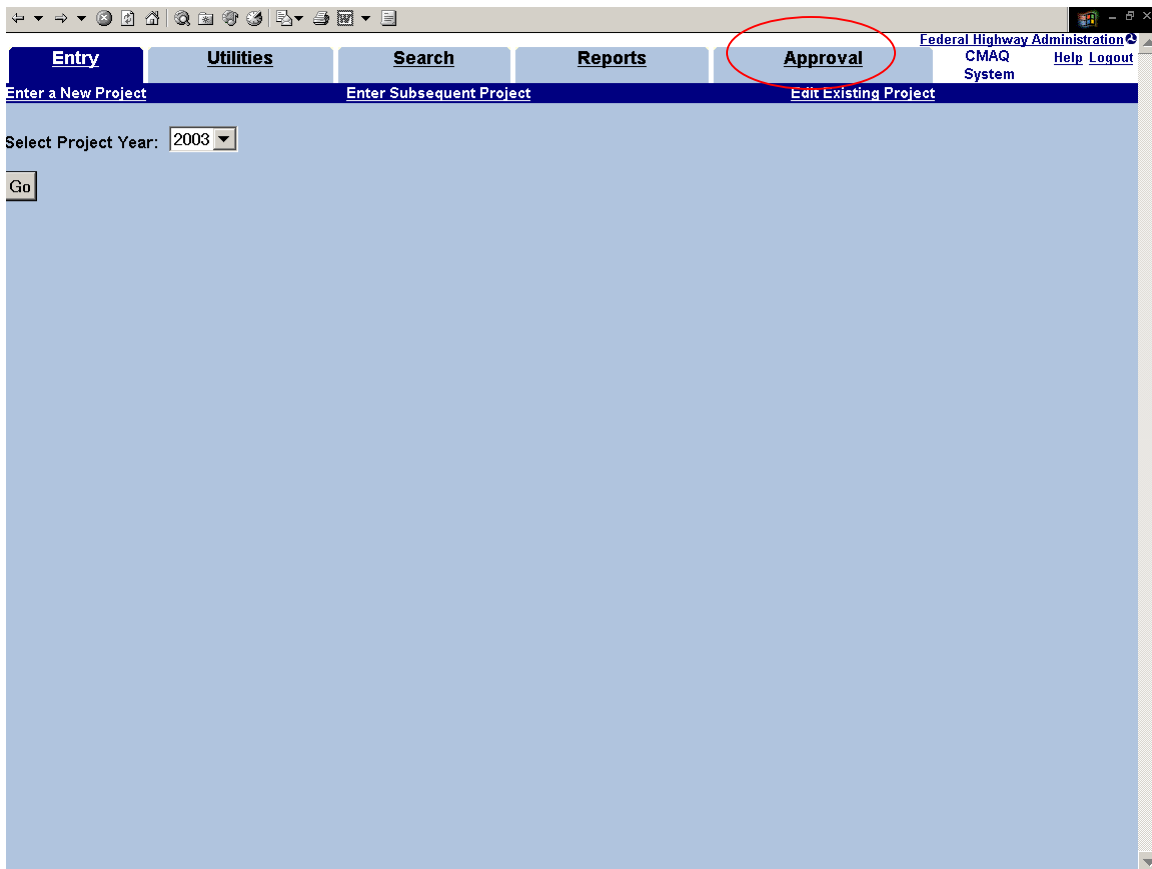 Federal Highway Administration
Entry Utilities Search Reports Approval CMAQ System Help Logout
Enter a New Project Enter Subsequent Project Edit Existing Project
Select Project Year: 2003
Go